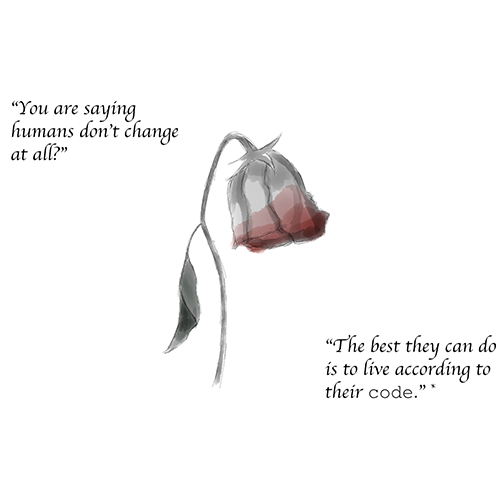 “You are saying
humans don't change
at all?”
“The best they can do
is to live according to
their code.” *